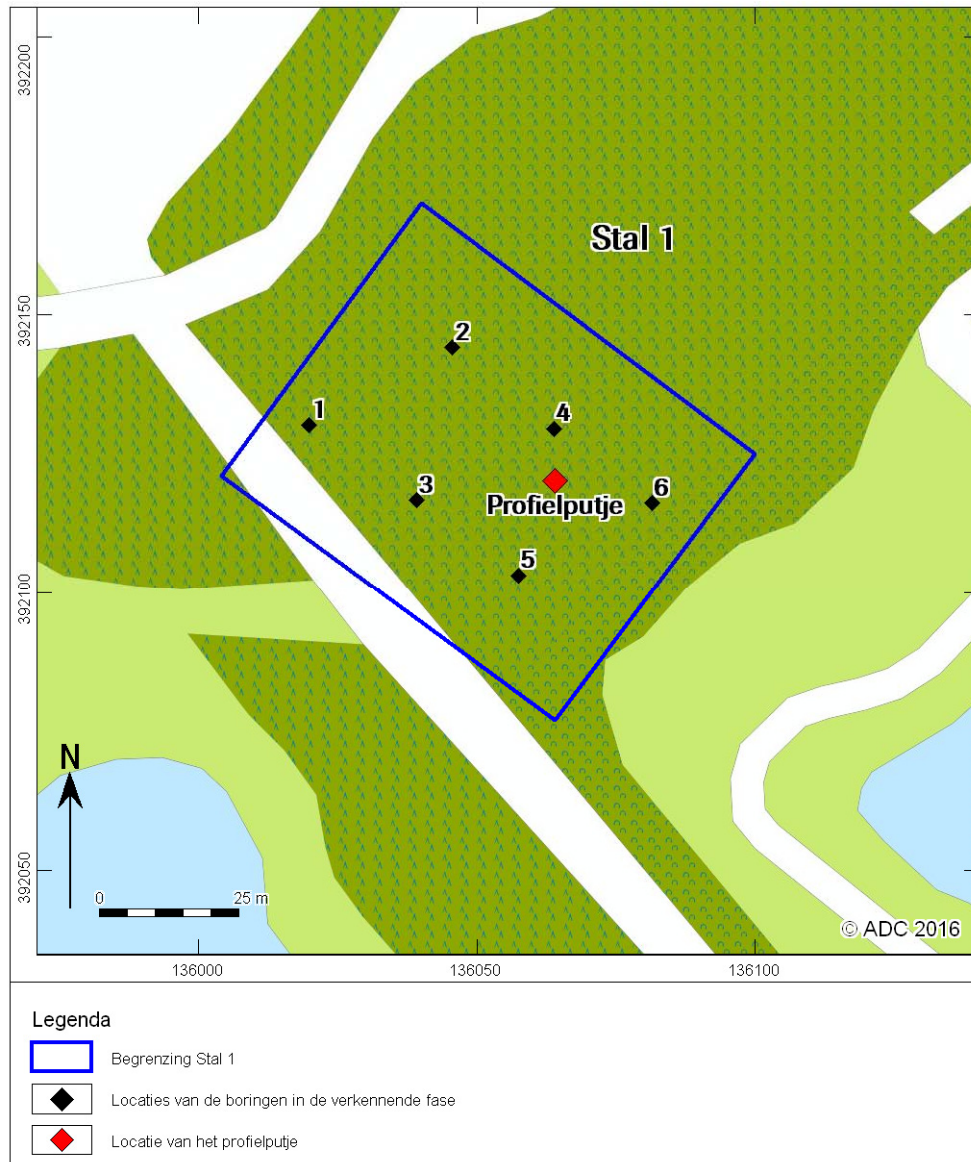 392200
392150
392100
392050
Stal 1
2
1
4
3
6
Profielputje
5
N
0 25 m
© ADC 2016
136000 136050 136100
Legenda
Begrenzing Stal 1
Locaties van de boringen in de verkennende fase
Locatie van het profielputje